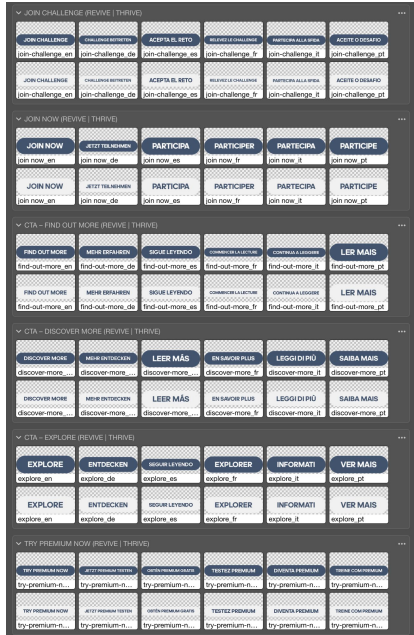 JOIN CHALLENGE (REVIVE | THRIVE)
JOIN CHALLENGE CHALLENGE BEITRETEN ACEPTA EL RETO RELEVEZ LE CHALLENGE PARTECIPA ALLA SFIDA ACEITE O DESAFIO
join-challenge_en join-challenge_de join-challenge_es join-challenge_fr join-challenge_it join-challenge_pt
JOIN CHALLENGE CHALLENGE BEITRETEN ACEPTA EL RETO RELEVEZ LE CHALLENGE PARTECIPA ALLA SFIDA ACEITE O DESAFIO
join-challenge_en join-challenge_de join-challenge_es join-challenge_fr join-challenge_it join-challenge_pt
JOIN NOW (REVIVE | THRIVE)
JOIN NOW JETZT TEILNEHMEN PARTICIPA PARTICIPER PARTECIPA PARTICIPE
join now_en join now_de join now_es join now_fr join now_it join now_pt
JOIN NOW JETZT TEILNEHMEN PARTICIPA PARTICIPER PARTECIPA PARTICIPE
join now_en join now_de join now_es join now_fr join now_it join now_pt
CTA – FIND OUT MORE (REVIVE | THRIVE)
FIND OUT MORE MEHR ERFAHREN SIGUE LEYENDO COMMENCER LA LECTURE CONTINUA A LEGGERE LER MAIS
find-out-more_en find-out-more_de find-out-more_es find-out-more_fr find-out-more_it find-out-more_pt
FIND OUT MORE MEHR ERFAHREN SIGUE LEYENDO COMMENCER LA LECTURE CONTINUA A LEGGERE LER MAIS
find-out-more_en find-out-more_de find-out-more_es find-out-more_fr find-out-more_it find-out-more_pt
CTA – DISCOVER MORE (REVIVE | THRIVE)
DISCOVER MORE MEHR ENTDECKEN LEER MÁS EN SAVOIR PLUS LEGGI DI PIÙ SAIBA MAIS
discover-more_... discover-more_... discover-more_... discover-more_fr discover-more_it discover-more_...
DISCOVER MORE MEHR ENTDECKEN LEER MÁS EN SAVOIR PLUS LEGGI DI PIÙ SAIBA MAIS
discover-more_... discover-more_... discover-more_... discover-more_fr discover-more_it discover-more_...
CTA – EXPLORE (REVIVE | THRIVE)
EXPLORE ENTDECKEN SEGUIR LEYENDO EXPLORER INFORMATI VER MAIS
explore_en explore_de explore_es explore_fr explore_it explore_pt
EXPLORE ENTDECKEN SEGUIR LEYENDO EXPLORER INFORMATI VER MAIS
explore_en explore_de explore_es explore_fr explore_it explore_pt
TRY PREMIUM NOW (REVIVE | THRIVE)
TRY PREMIUM NOW JETZT PREMIUM TESTEN OBTÉN PREMIUM GRATIS TESTEZ PREMIUM DIVENTA PREMIUM TREINE COM PREMIUM
try-premium-n... try-premium-n... try-premium-n... try-premium-n... try-premium-n... try-premium-n...
TRY PREMIUM NOW JETZT PREMIUM TESTEN OBTÉN PREMIUM GRATIS TESTEZ PREMIUM DIVENTA PREMIUM TREINE COM PREMIUM
try-premium-n... try-premium-n... try-premium-n... try-premium-n... try-premium-n... try-premium-n...